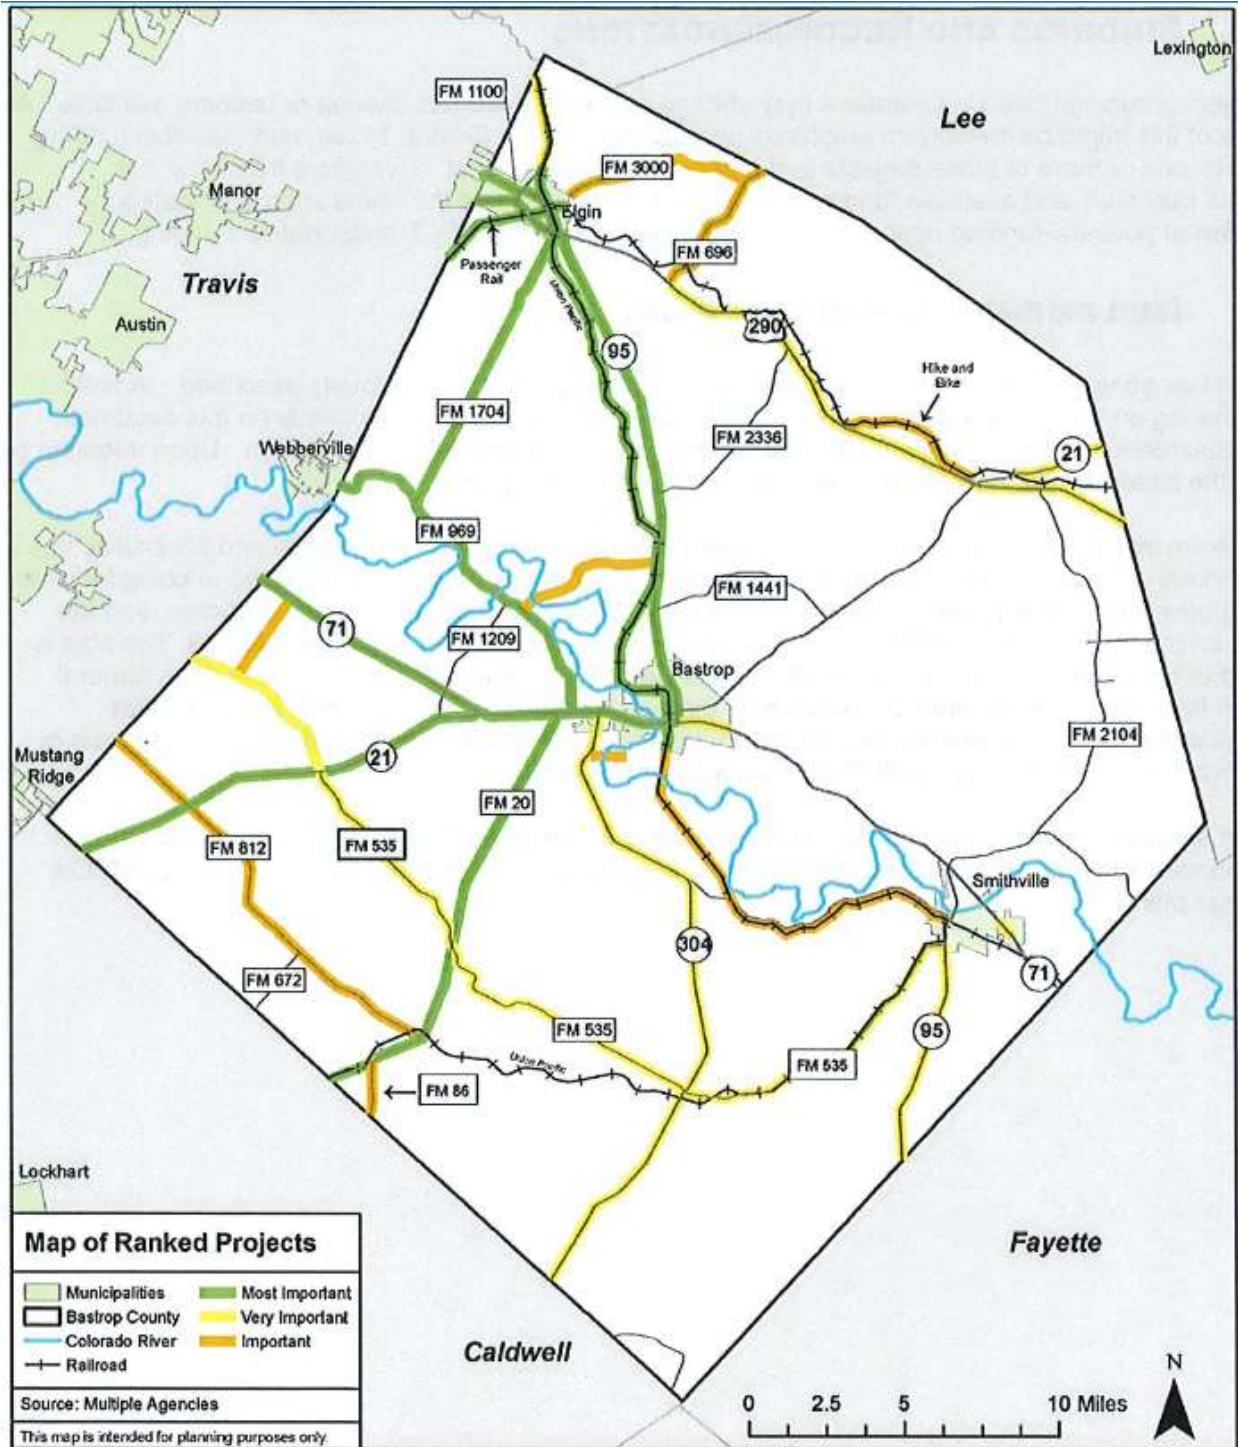 Lexington
FM 1100
Lee
FM 3000
Manor
Elgin
FM 696
Passenger
Rail
Travis
Union Pacific
Austin
290
95
Hike and
Bike
FM 1704
FM 2336
21
Webberville
FM 969
FM 1441
71
FM 1209
Bastrop
FM 2104
21
Mustang
Ridge
FM 20
FM 812
FM 535
Smithville
304
71
FM 672
FM 535
95
Union Pacific
FM 535
FM 86
Lockhart
Fayette
Caldwell
Map of Ranked Projects
Municipalities
Most Important
Bastrop County
Very Important
Colorado River
Important
Railroad
Source: Multiple Agencies
This map is intended for planning purposes only.
N
0 2.5 5 10 Miles